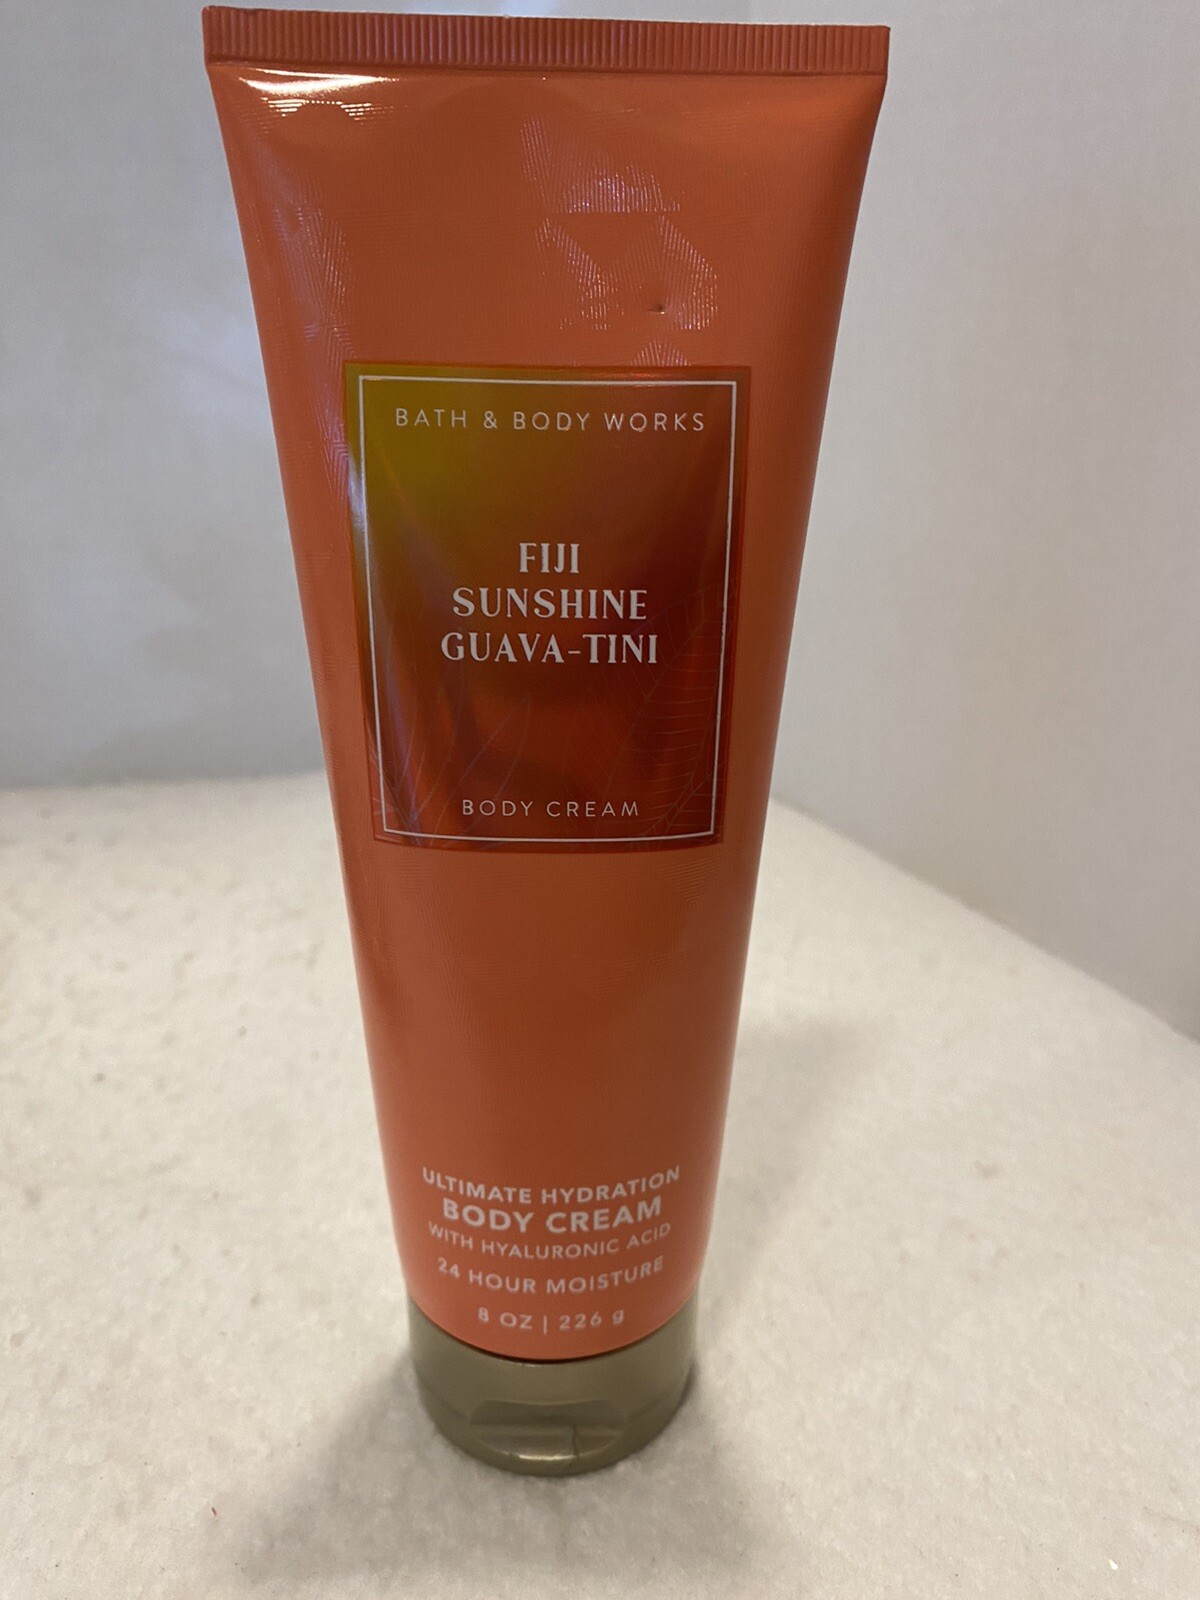 BATH & BODY WORKS
FIJI
SUNSHINE
GUAVA-TINI
BODY CREAM
ULTIMATE HYDRATION
BODY CREAM
WITH HYALURONIC ACID
24 HOUR MOISTURE
8 OZ | 226 g